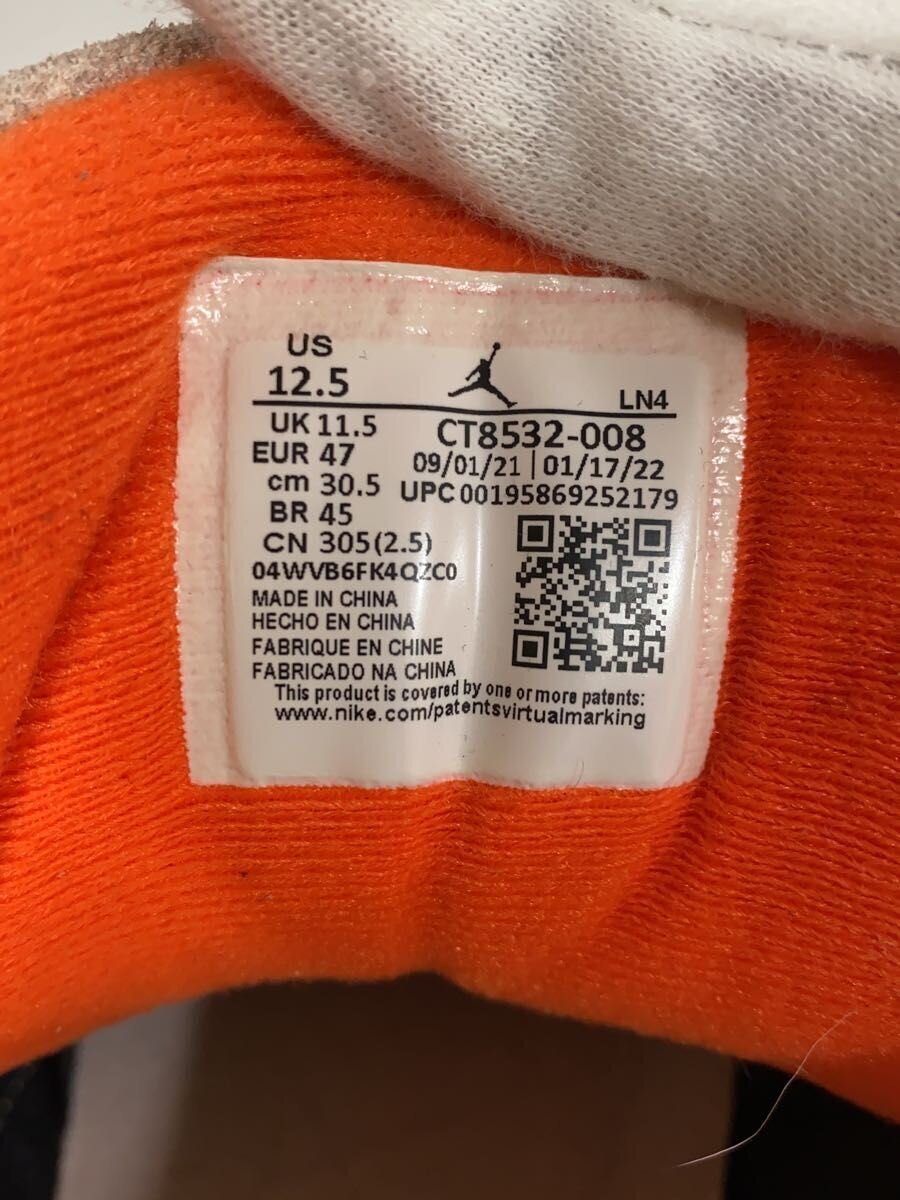 US
12.5
LN4
UK 11.5
CT8532-008
EUR 47
09/01/21 | 01/17/22
cm 30.5
UPC 00195869252179
BR 45
CN 305(2.5)
04WVB6FK4QZC0
MADE IN CHINA
HECHO EN CHINA
FABRIQUE EN CHINE
FABRICADO NA CHINA
This product is covered by one or more patents:
www.nike.com/patentsvirtualmarking